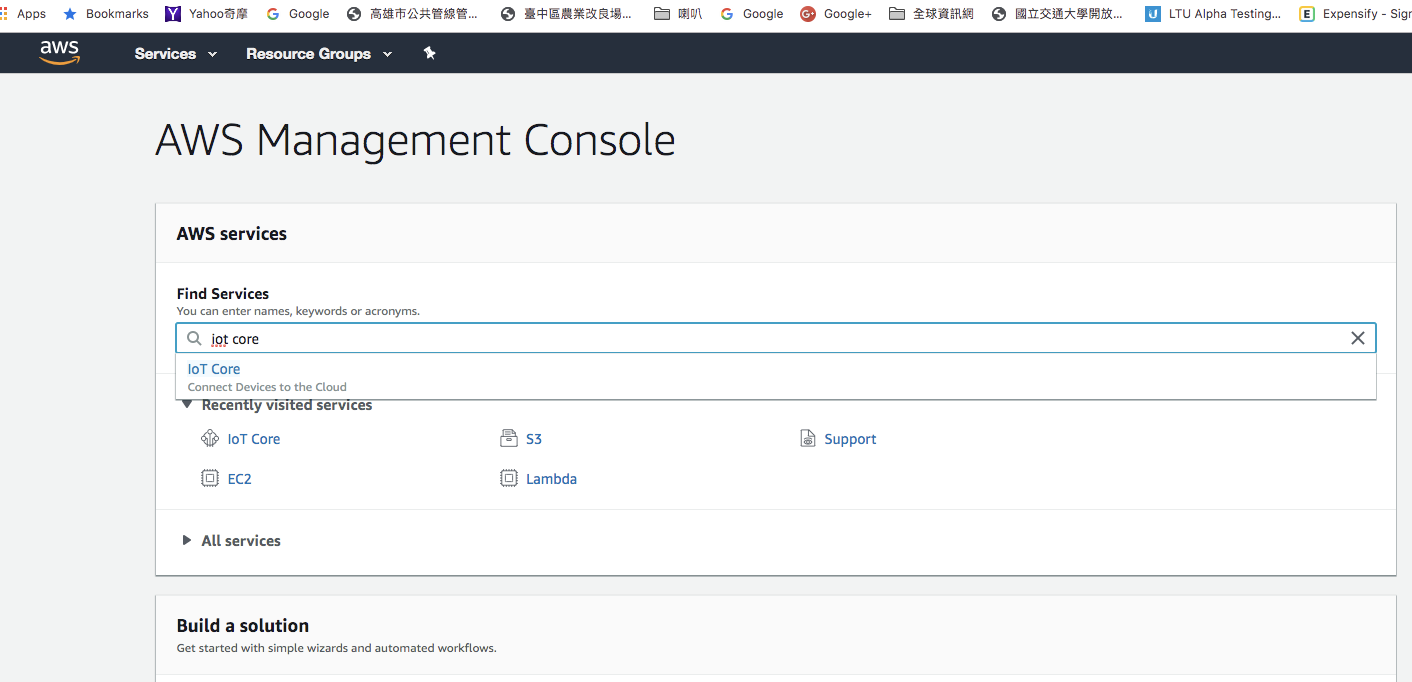 Apps Bookmarks Yahoo奇摩 Google 高雄市公共管線管... 臺中區農業改良場... 喇叭 Google Google+ 全球資訊網 國立交通大學開放... LTU Alpha Testing... Expensify - Sigr
aws Services Resource Groups
AWS Management Console
AWS services
Find Services
You can enter names, keywords or acronyms.
iot core
IoT Core
Connect Devices to the Cloud
Recently visited services
IoT Core S3 Support
EC2 Lambda
All services
Build a solution
Get started with simple wizards and automated workflows.